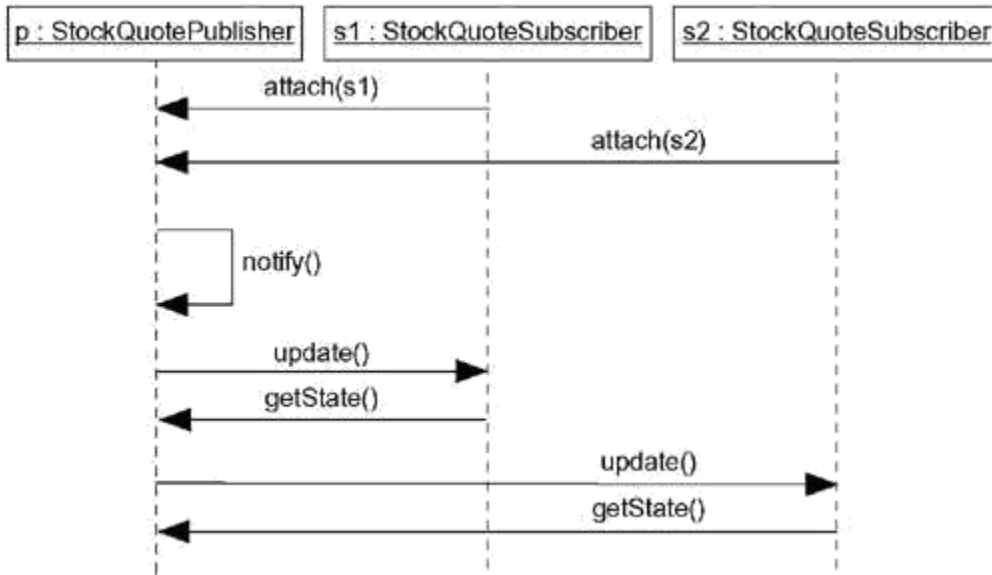 p : StockQuotePublisher
s1 : StockQuoteSubscriber
s2 : StockQuoteSubscriber
attach(s1)
attach(s2)
notify()
update()
getState()
update()
getState()